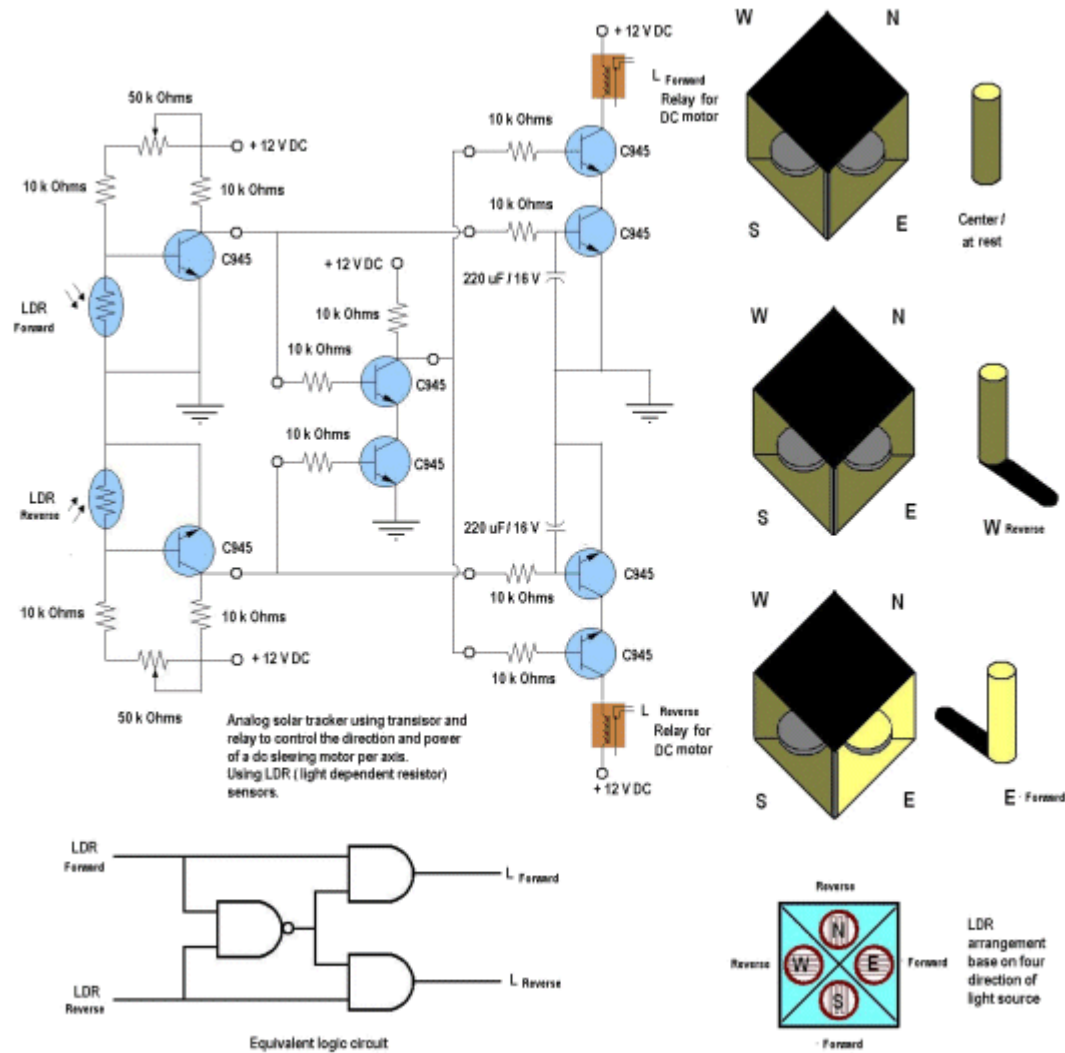 50 k Ohms
+ 12 V DC
10 k Ohms
10 k Ohms
C945
LDR
Forward
LDR
Reverse
C945
10 k Ohms
10 k Ohms
+ 12 V DC
50 k Ohms
+ 12 V DC
10 k Ohms
10 k Ohms
C945
10 k Ohms
C945
+ 12 V DC
L Forward
Relay for
DC motor
10 k Ohms
C945
10 k Ohms
C945
220 uF / 16 V
220 uF / 16 V
10 k Ohms
C945
10 k Ohms
C945
L Reverse
Relay for
DC motor
+ 12 V DC
Analog solar tracker using transisor and
relay to control the direction and power
of a dc slewing motor per axis.
Using LDR ( light dependent resistor)
sensors.
W N
S E
Center /
at rest
W N
S E
W Reverse
W N
S E
E - Forward
LDR
Forward
LDR
Reverse
L Forward
L Reverse
Equivalent logic circuit
Reverse
N
Reverse W E Forward
S
- Forward
LDR
arrangement
base on four
direction of
light source